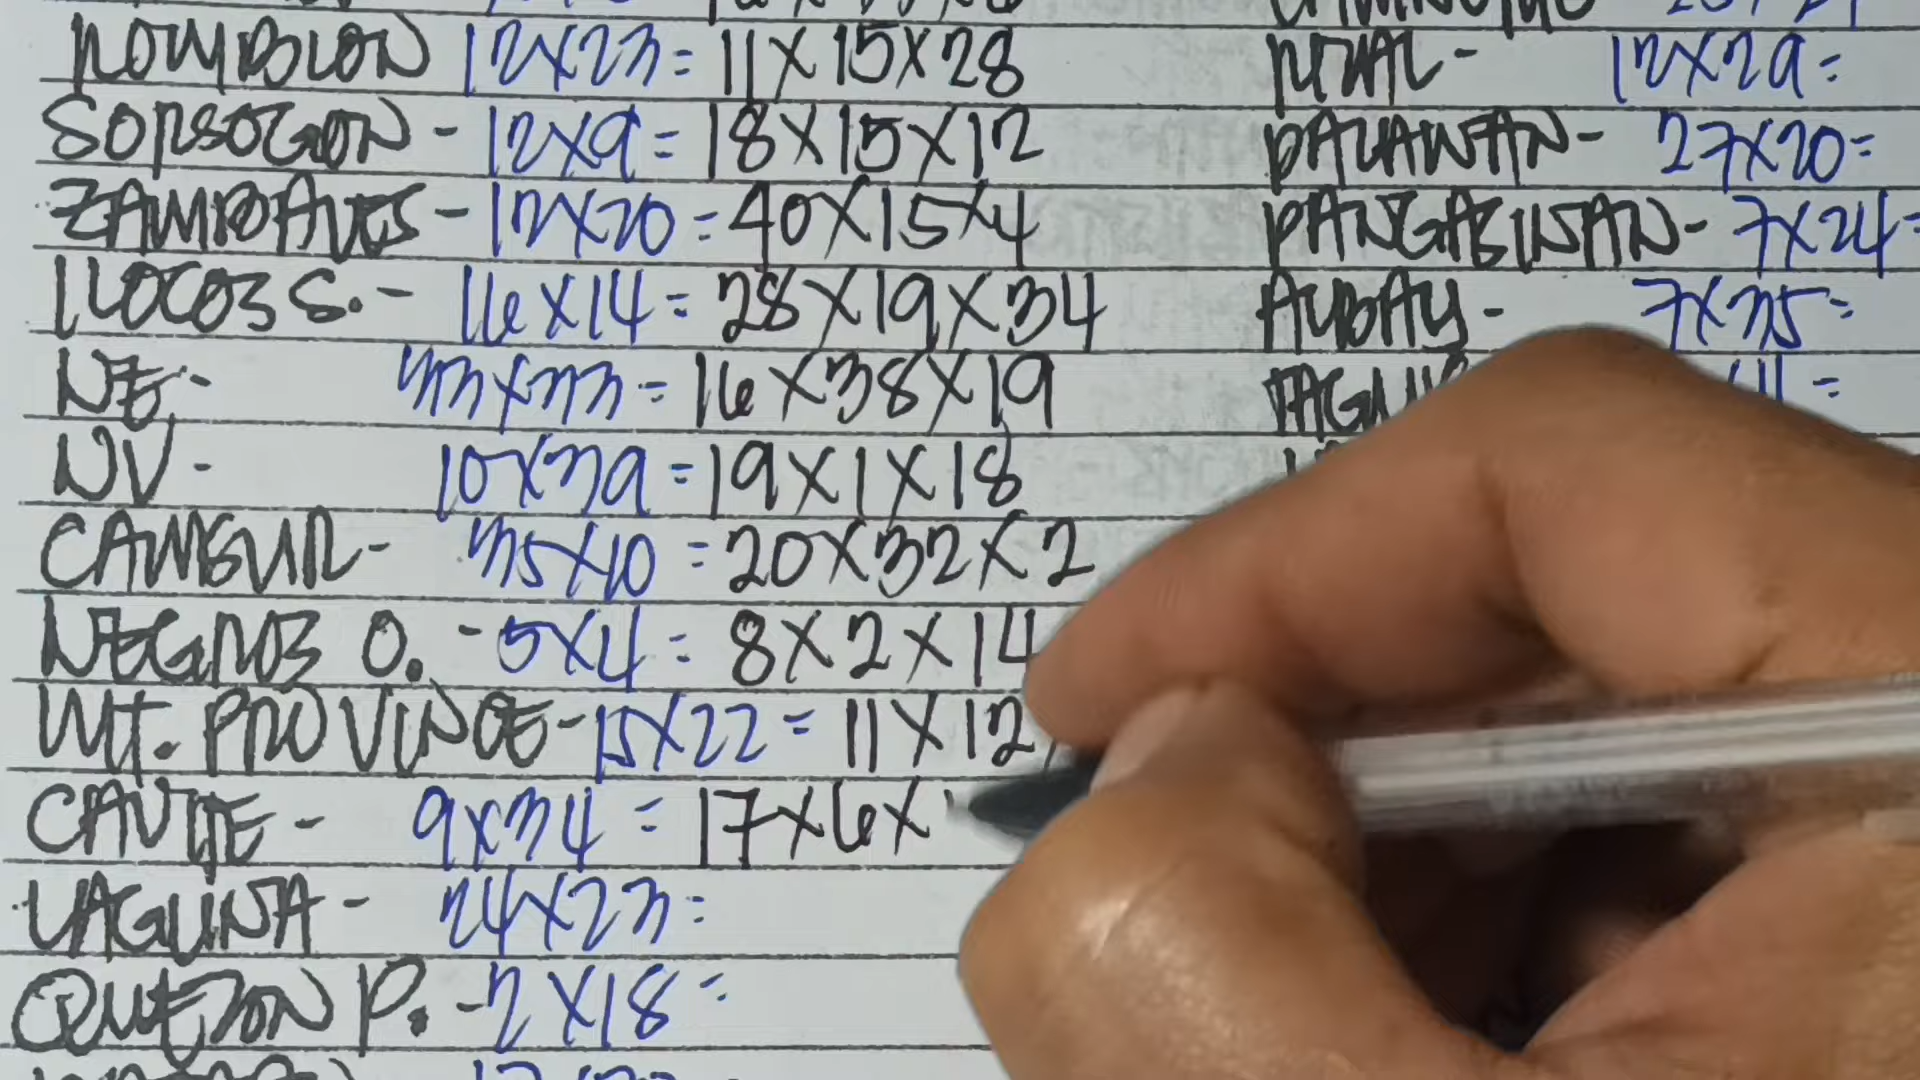 ROMBLON 12X23= 11X15X28
SORSOGON - 12X9= 18X15X12
ZAMBALES - 12X20= 40X15X4
ILOCOS S. - 16X14= 28X19X34
NE - 33X33= 16X38X19
NV - 10X39= 19X1X18
CAMSUR - 35X10= 20X32X2
NEGROS O. - 5X4= 8X2X14
MT. PROVINCE - 15X22= 11X12
CAVITE - 9X34= 17X6X
LAGUNA - 24X23=
QUEZON P. - 2X18=
RIZAL - 12X29=
PALAWAN - 27X20=
PANGASINAN - 7X24=
ALBAY - 7X35=